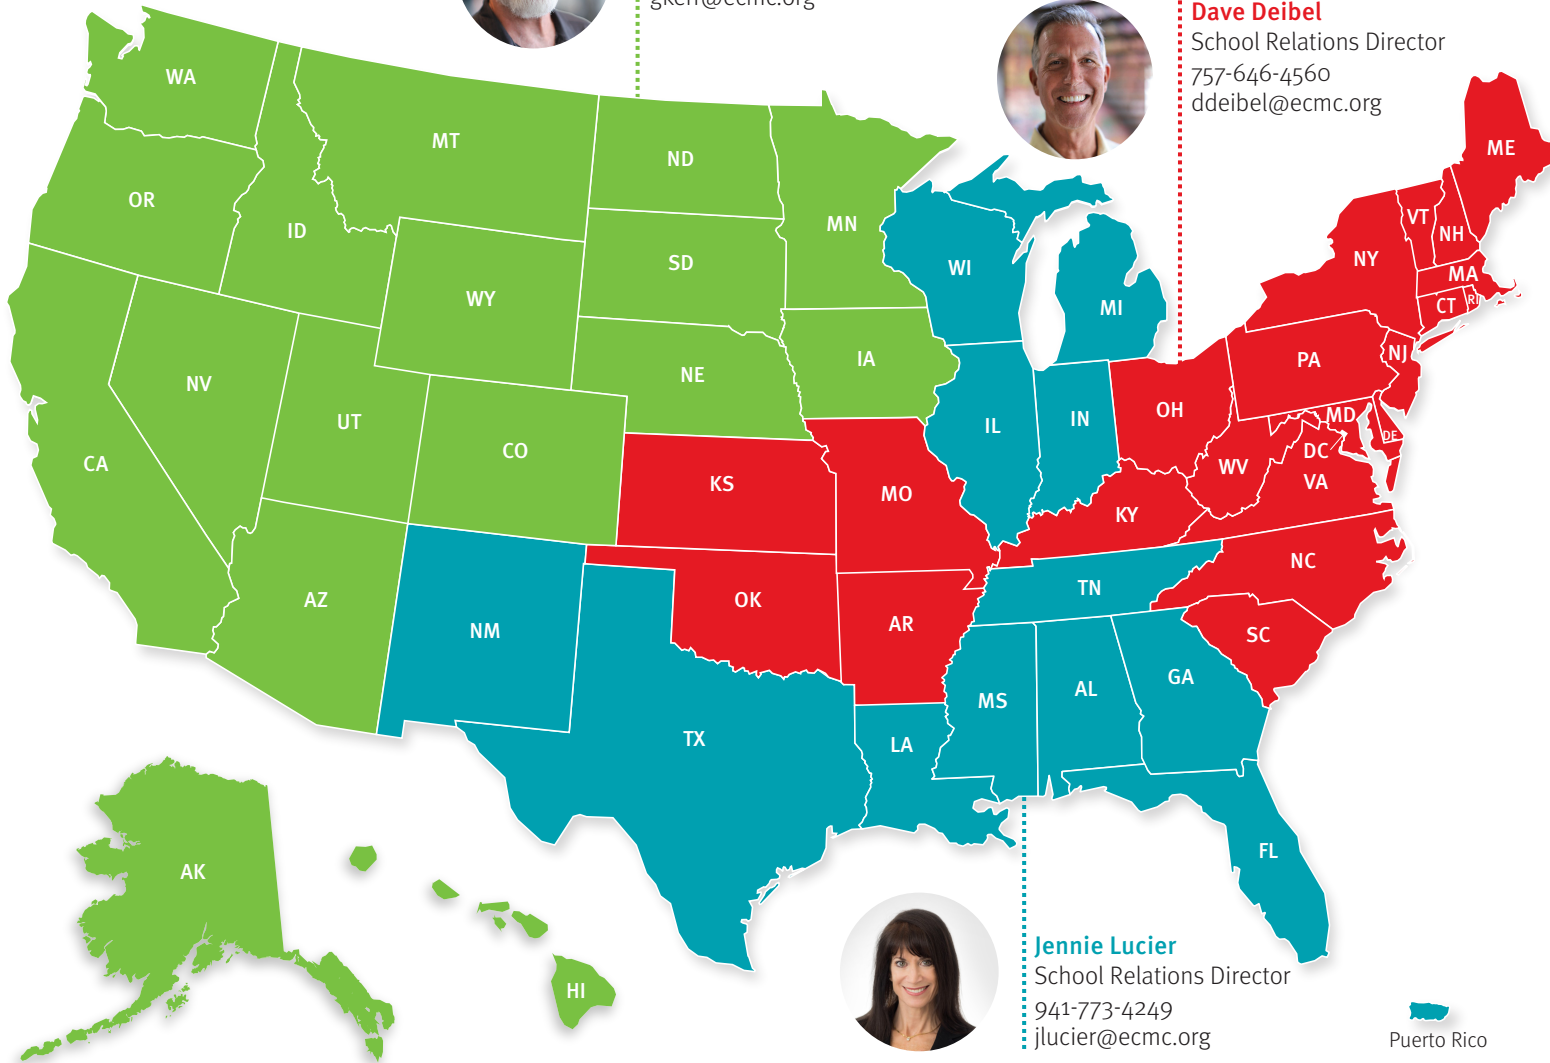 gkerr@ecmc.org
Dave Deibel
School Relations Director
757-646-4560
ddeibel@ecmc.org
WA
MT
ND
ME
OR
ID
MN
VT
NH
SD
WI
NY
MA
WY
MI
CT
RI
IA
PA
NJ
NE
NV
UT
IL
IN
OH
MD
DE
CO
CA
KS
MO
WV
DC
VA
KY
NC
AZ
OK
TN
NM
AR
SC
MS
AL
GA
TX
LA
FL
AK
HI
Jennie Lucier
School Relations Director
941-773-4249
jlucier@ecmc.org
Puerto Rico